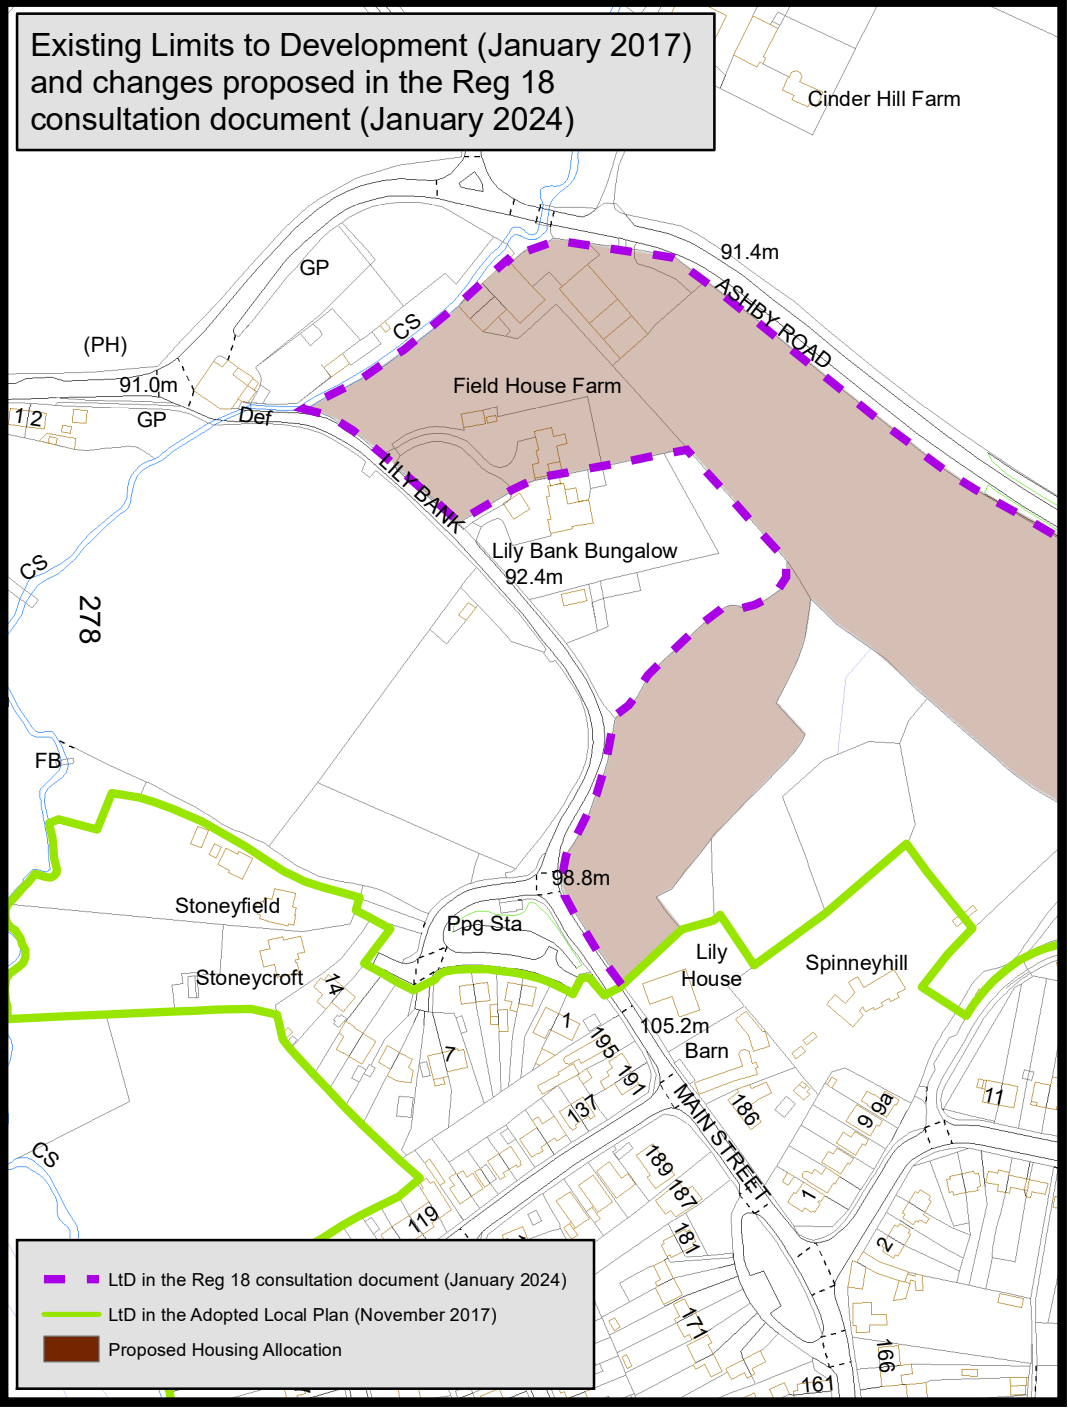 Existing Limits to Development (January 2017)
and changes proposed in the Reg 18
consultation document (January 2024)
Cinder Hill Farm
91.4m
GP
ASHBY ROAD
CS
(PH)
91.0m
Field House Farm
12
GP
Def
LILY BANK
Lily Bank Bungalow
92.4m
CS
278
FB
98.8m
Stoneyfield
Ppg Sta
Lily
House
Spinneyhill
Stoneycroft
14
1
105.2m
195
Barn
7
191
MAIN STREET
137
186
9
9a
11
CS
189
187
1
119
181
2
171
166
161
LtD in the Reg 18 consultation document (January 2024)
LtD in the Adopted Local Plan (November 2017)
Proposed Housing Allocation